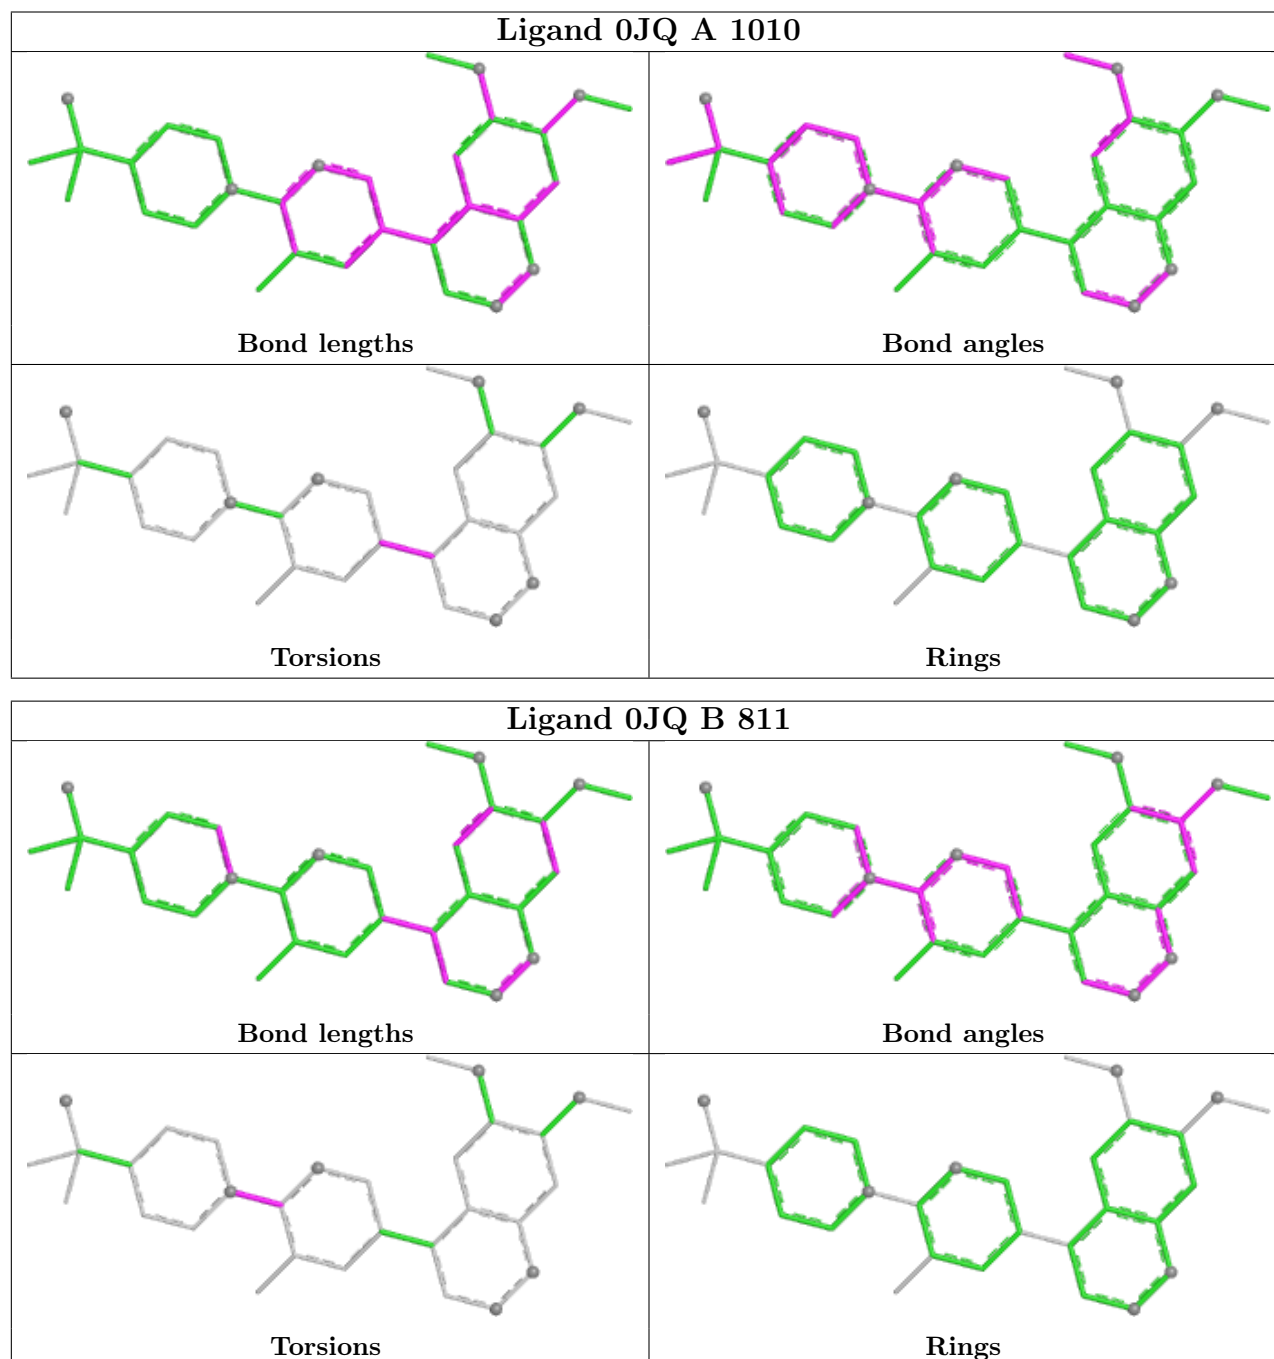 Ligand 0JQ A 1010
Bond lengths
Bond angles
Torsions
Rings
Ligand 0JQ B 811
Bond lengths
Bond angles
Torsions
Rings